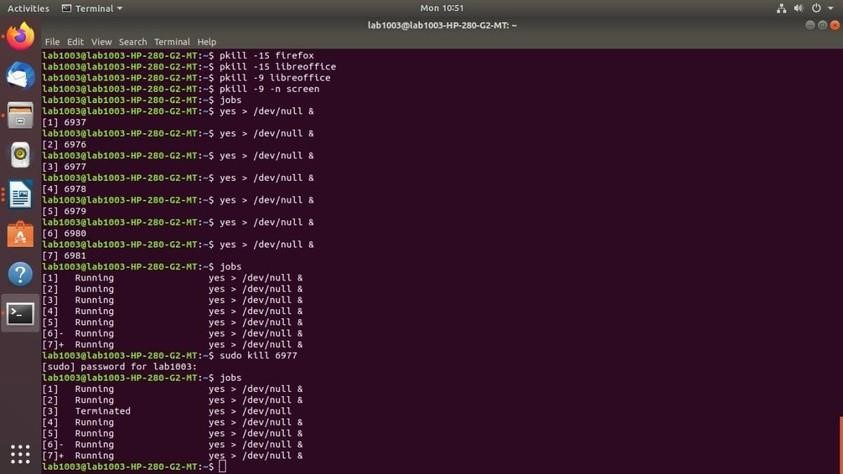 Activities Terminal Mon 10:51
lab1003@lab1003-HP-280-G2-MT: ~
File Edit View Search Terminal Help
lab1003@lab1003-HP-280-G2-MT:~$ pkill -15 firefox
lab1003@lab1003-HP-280-G2-MT:~$ pkill -15 libreoffice
lab1003@lab1003-HP-280-G2-MT:~$ pkill -9 libreoffice
lab1003@lab1003-HP-280-G2-MT:~$ pkill -9 -n screen
lab1003@lab1003-HP-280-G2-MT:~$ jobs
lab1003@lab1003-HP-280-G2-MT:~$ yes > /dev/null &
[1] 6937
lab1003@lab1003-HP-280-G2-MT:~$ yes > /dev/null &
[2] 6976
lab1003@lab1003-HP-280-G2-MT:~$ yes > /dev/null &
[3] 6977
lab1003@lab1003-HP-280-G2-MT:~$ yes > /dev/null &
[4] 6978
lab1003@lab1003-HP-280-G2-MT:~$ yes > /dev/null &
[5] 6979
lab1003@lab1003-HP-280-G2-MT:~$ yes > /dev/null &
[6] 6980
lab1003@lab1003-HP-280-G2-MT:~$ yes > /dev/null &
[7] 6981
lab1003@lab1003-HP-280-G2-MT:~$ jobs
[1] Running yes > /dev/null &
[2] Running yes > /dev/null &
[3] Running yes > /dev/null &
[4] Running yes > /dev/null &
[5] Running yes > /dev/null &
[6]- Running yes > /dev/null &
[7]+ Running yes > /dev/null &
lab1003@lab1003-HP-280-G2-MT:~$ sudo kill 6977
[sudo] password for lab1003:
lab1003@lab1003-HP-280-G2-MT:~$ jobs
[1] Running yes > /dev/null &
[2] Running yes > /dev/null &
[3] Terminated yes > /dev/null
[4] Running yes > /dev/null &
[5] Running yes > /dev/null &
[6]- Running yes > /dev/null &
[7]+ Running yes > /dev/null &
lab1003@lab1003-HP-280-G2-MT:~$